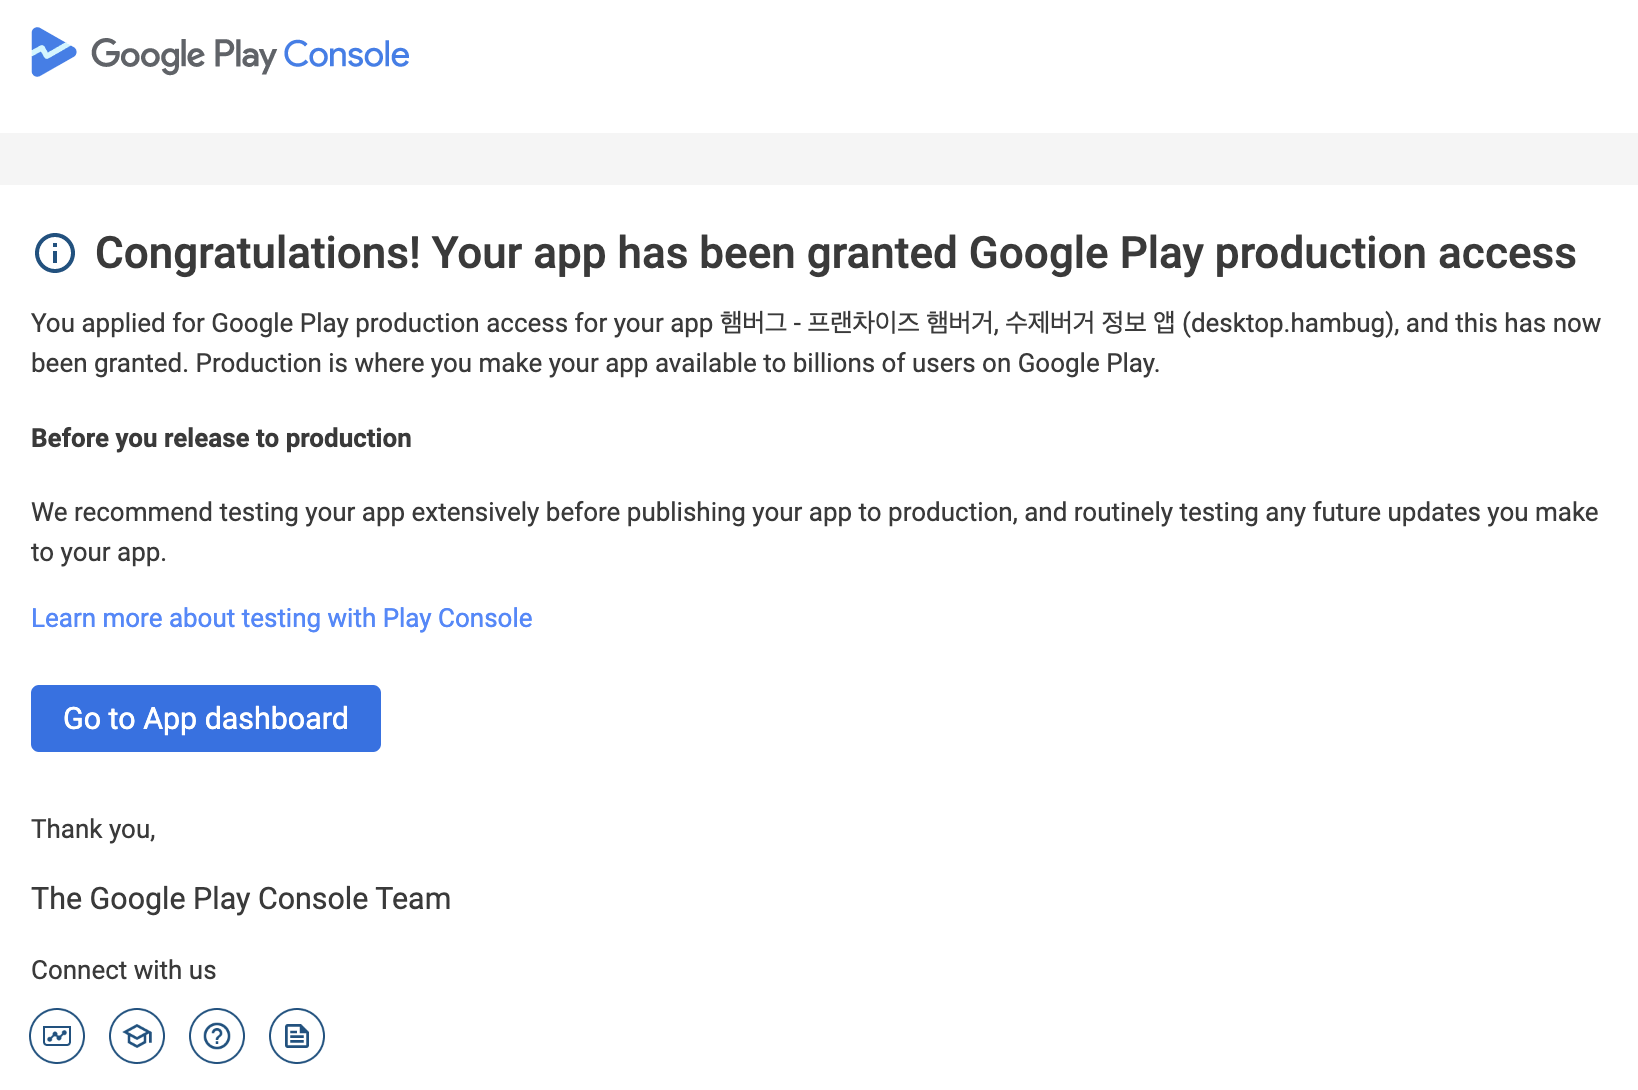 Google Play Console
Congratulations! Your app has been granted Google Play production access
You applied for Google Play production access for your app 햄버그 - 프랜차이즈 햄버거, 수제버거 정보 앱 (desktop.hambug), and this has now
been granted. Production is where you make your app available to billions of users on Google Play.
Before you release to production
We recommend testing your app extensively before publishing your app to production, and routinely testing any future updates you make
to your app.
Learn more about testing with Play Console
Go to App dashboard
Thank you,
The Google Play Console Team
Connect with us